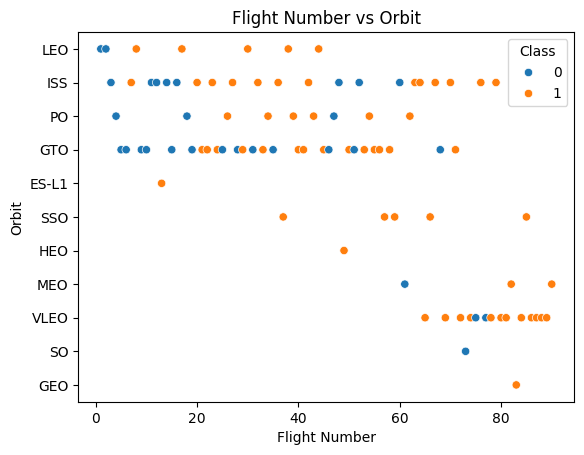 Flight Number vs Orbit
Class
0
1
LEO
ISS
PO
GTO
ES-L1
SSO
HEO
MEO
VLEO
SO
GEO
Orbit
0 20 40 60 80
Flight Number